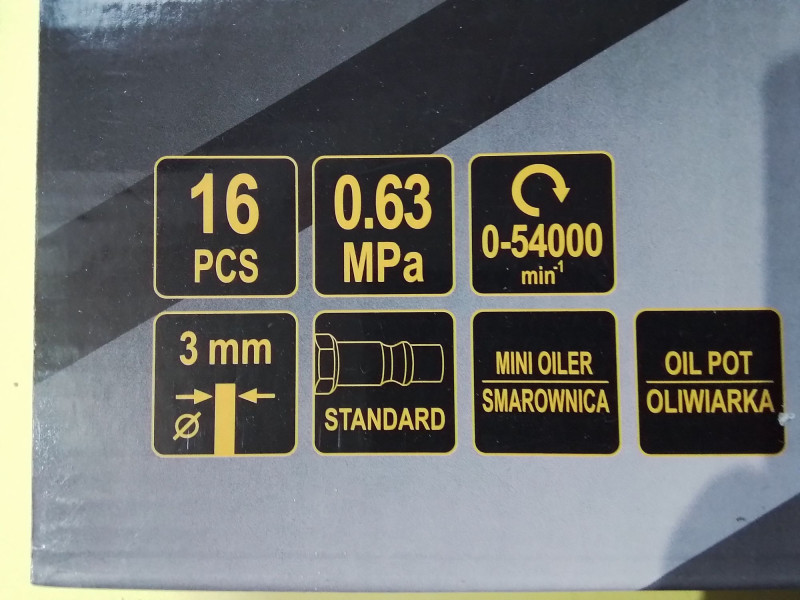 16
PCS
0.63
MPa
0-54000
min-1
3 mm
Ø
STANDARD
MINI OILER
SMAROWNICA
OIL POT
OLIWIARKA